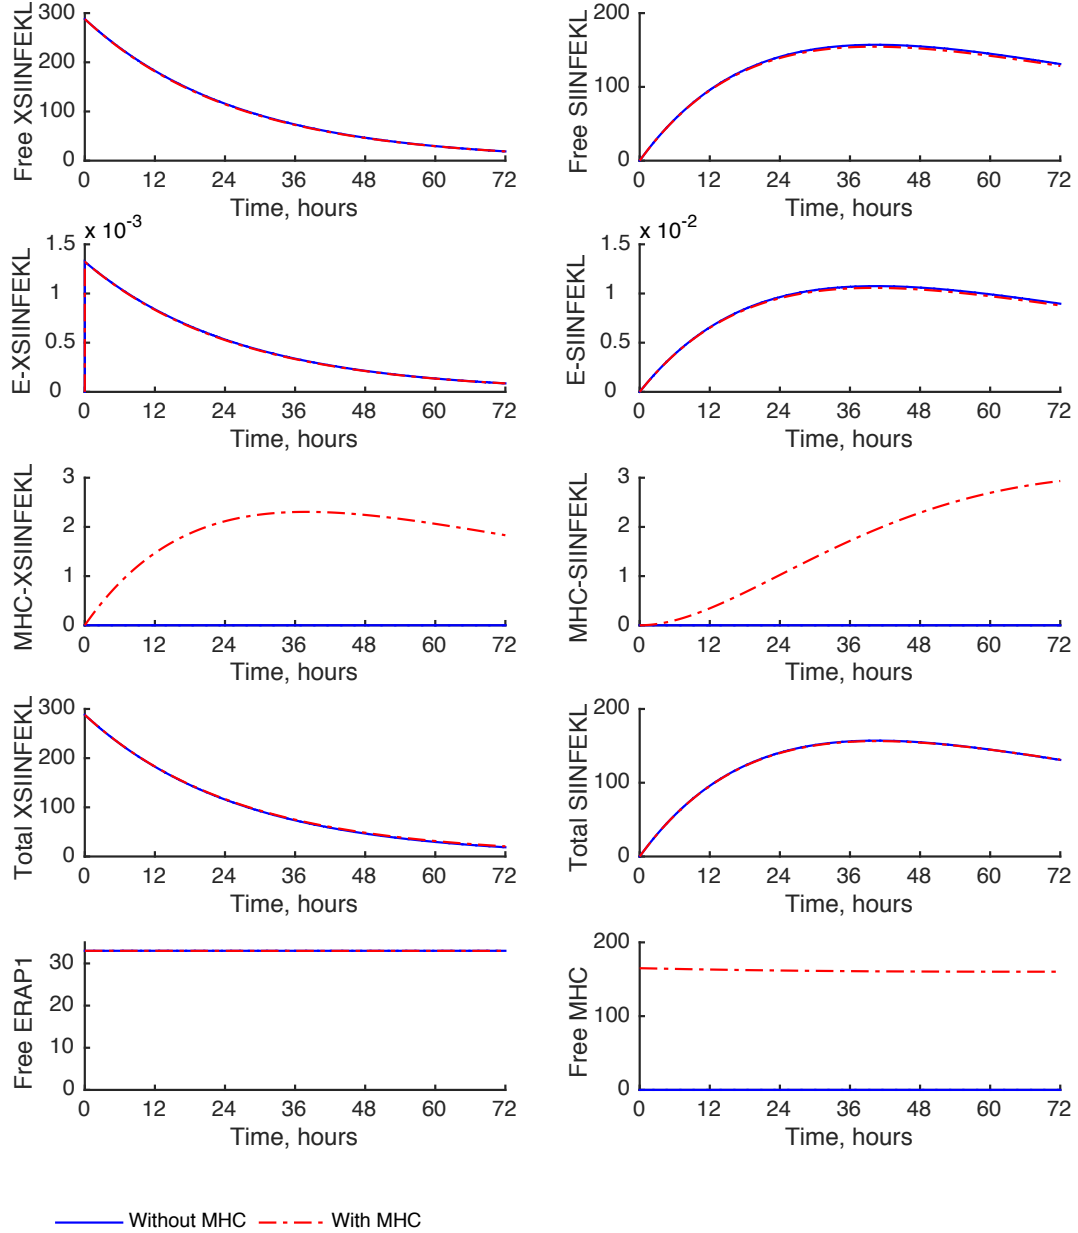 Free XSIINFEKL
300
200
100
0
0 12 24 36 48 60 72
Time, hours
Free SIINFEKL
200
100
0
0 12 24 36 48 60 72
Time, hours
E-XSIINFEKL
x 10-3
1.5
1
0.5
0
0 12 24 36 48 60 72
Time, hours
E-SIINFEKL
x 10-2
1.5
1
0.5
0
0 12 24 36 48 60 72
Time, hours
MHC-XSIINFEKL
3
2
1
0
0 12 24 36 48 60 72
Time, hours
MHC-SIINFEKL
3
2
1
0
0 12 24 36 48 60 72
Time, hours
Total XSIINFEKL
300
200
100
0
0 12 24 36 48 60 72
Time, hours
Total SIINFEKL
200
100
0
0 12 24 36 48 60 72
Time, hours
Free ERAP1
30
20
10
0
0 12 24 36 48 60 72
Time, hours
Free MHC
200
100
0
0 12 24 36 48 60 72
Time, hours
Without MHC With MHC